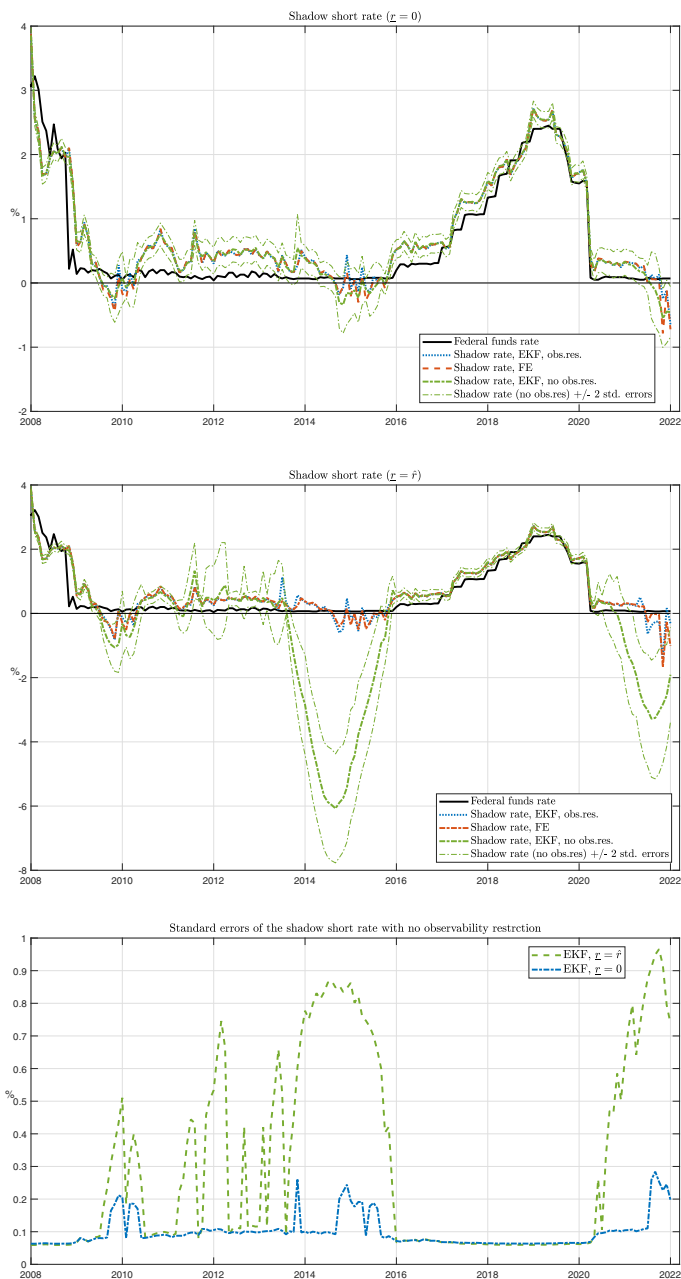 Shadow short rate (r = 0)
4
3
2
1
0
-1
-2
%
Federal funds rate
Shadow rate, EKF, obs.res.
Shadow rate, FE
Shadow rate, EKF, no obs.res.
Shadow rate (no obs.res) +/- 2 std. errors
2008 2010 2012 2014 2016 2018 2020 2022
Shadow short rate (r = r̂)
4
2
0
-2
-4
-6
-8
%
Federal funds rate
Shadow rate, EKF, obs.res.
Shadow rate, FE
Shadow rate, EKF, no obs.res.
Shadow rate (no obs.res) +/- 2 std. errors
2008 2010 2012 2014 2016 2018 2020 2022
Standard errors of the shadow short rate with no observability restrction
1
0.9
0.8
0.7
0.6
0.5
0.4
0.3
0.2
0.1
0
%
EKF, r = r̂
EKF, r = 0
2008 2010 2012 2014 2016 2018 2020 2022